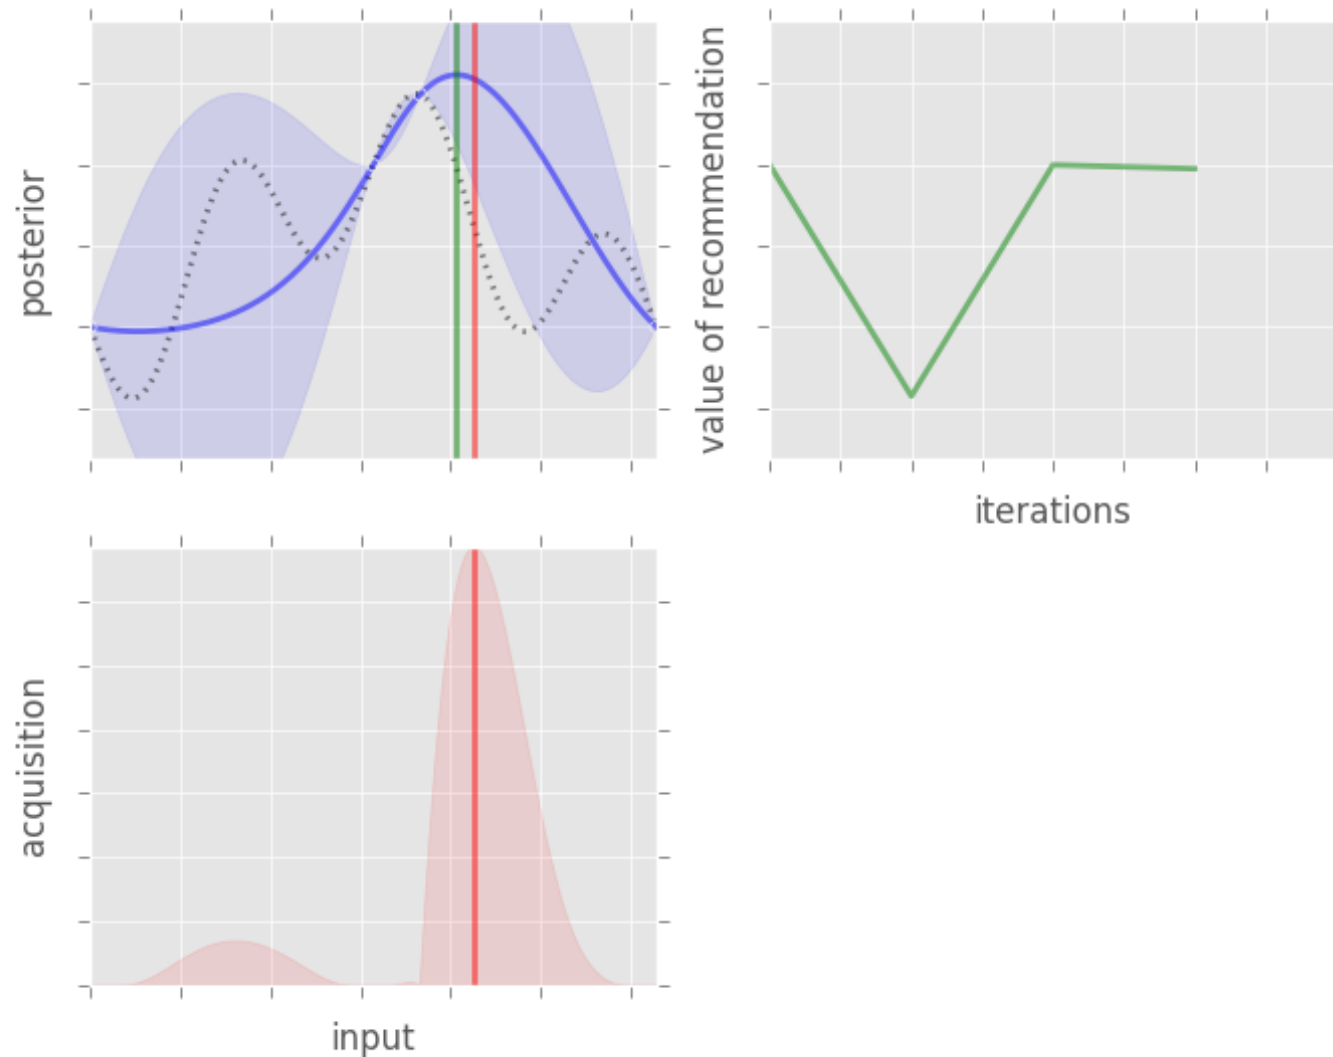 posterior
value of recommendation
iterations
acquisition
input